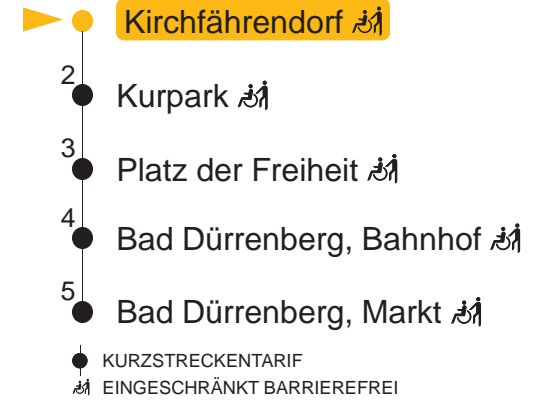 Kirchfährendorf
2
Kurpark
3
Platz der Freiheit
4
Bad Dürrenberg, Bahnhof
5
Bad Dürrenberg, Markt
KURZSTRECKENTARIF
EINGESCHRÄNKT BARRIEREFREI